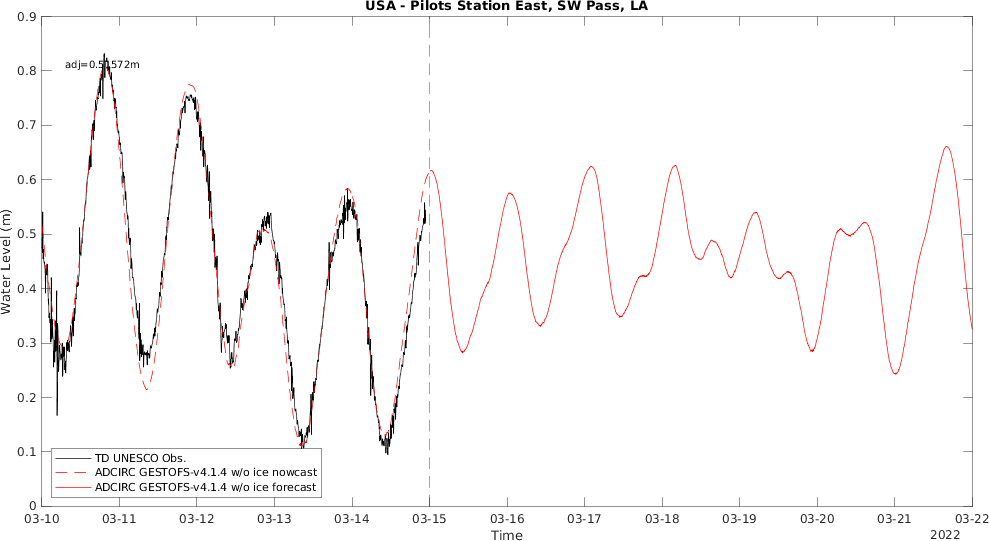 USA - Pilots Station East, SW Pass, LA
0.9
0.8
0.7
0.6
0.5
0.4
0.3
0.2
0.1
0
Water Level (m)
TD UNESCO Obs.
ADCIRC GESTOFS-v4.1.4 w/o ice nowcast
ADCIRC GESTOFS-v4.1.4 w/o ice forecast
03-10 03-11 03-12 03-13 03-14 03-15 03-16 03-17 03-18 03-19 03-20 03-21 03-22
Time
2022